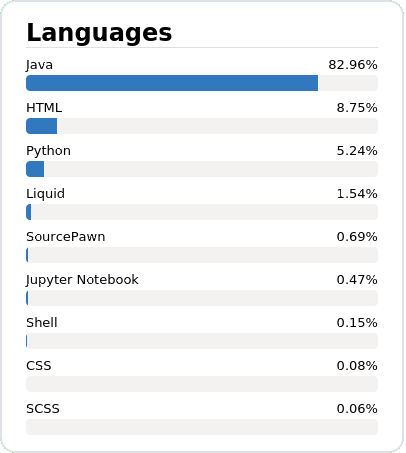 Languages
Java 82.96%
HTML 8.75%
Python 5.24%
Liquid 1.54%
SourcePawn 0.69%
Jupyter Notebook 0.47%
Shell 0.15%
CSS 0.08%
SCSS 0.06%